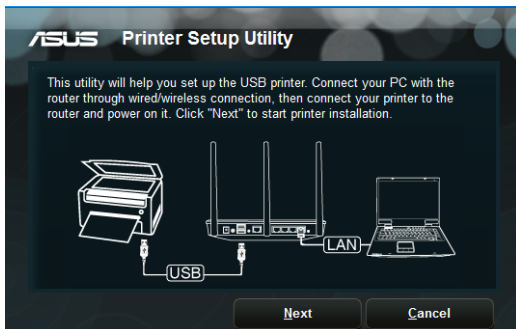 ASUS Printer Setup Utility
This utility will help you set up the USB printer. Connect your PC with the
router through wired/wireless connection, then connect your printer to the
router and power on it. Click "Next" to start printer installation.
LAN
USB
Next Cancel